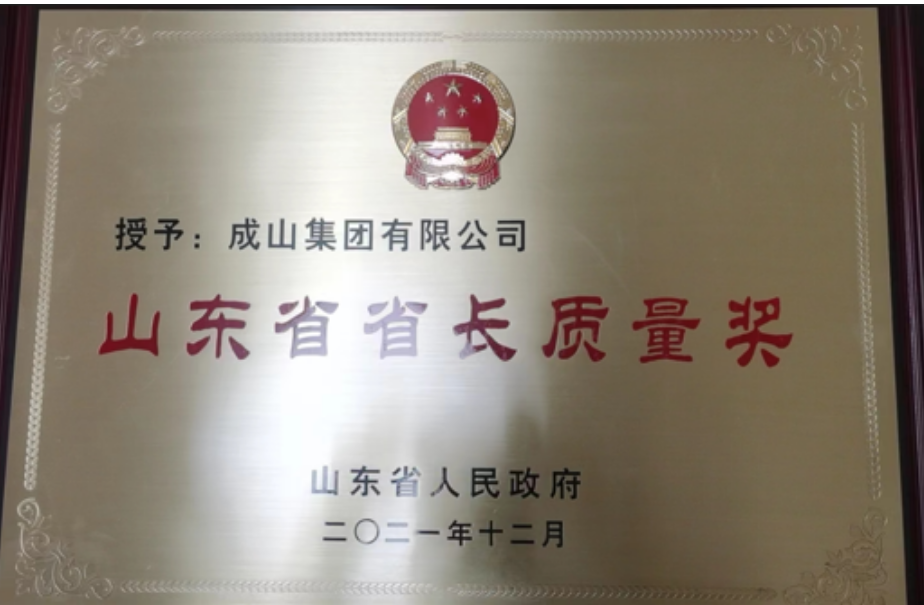 授予：成山集团有限公司
山东省省长质量奖
山东省人民政府
二〇二一年十二月